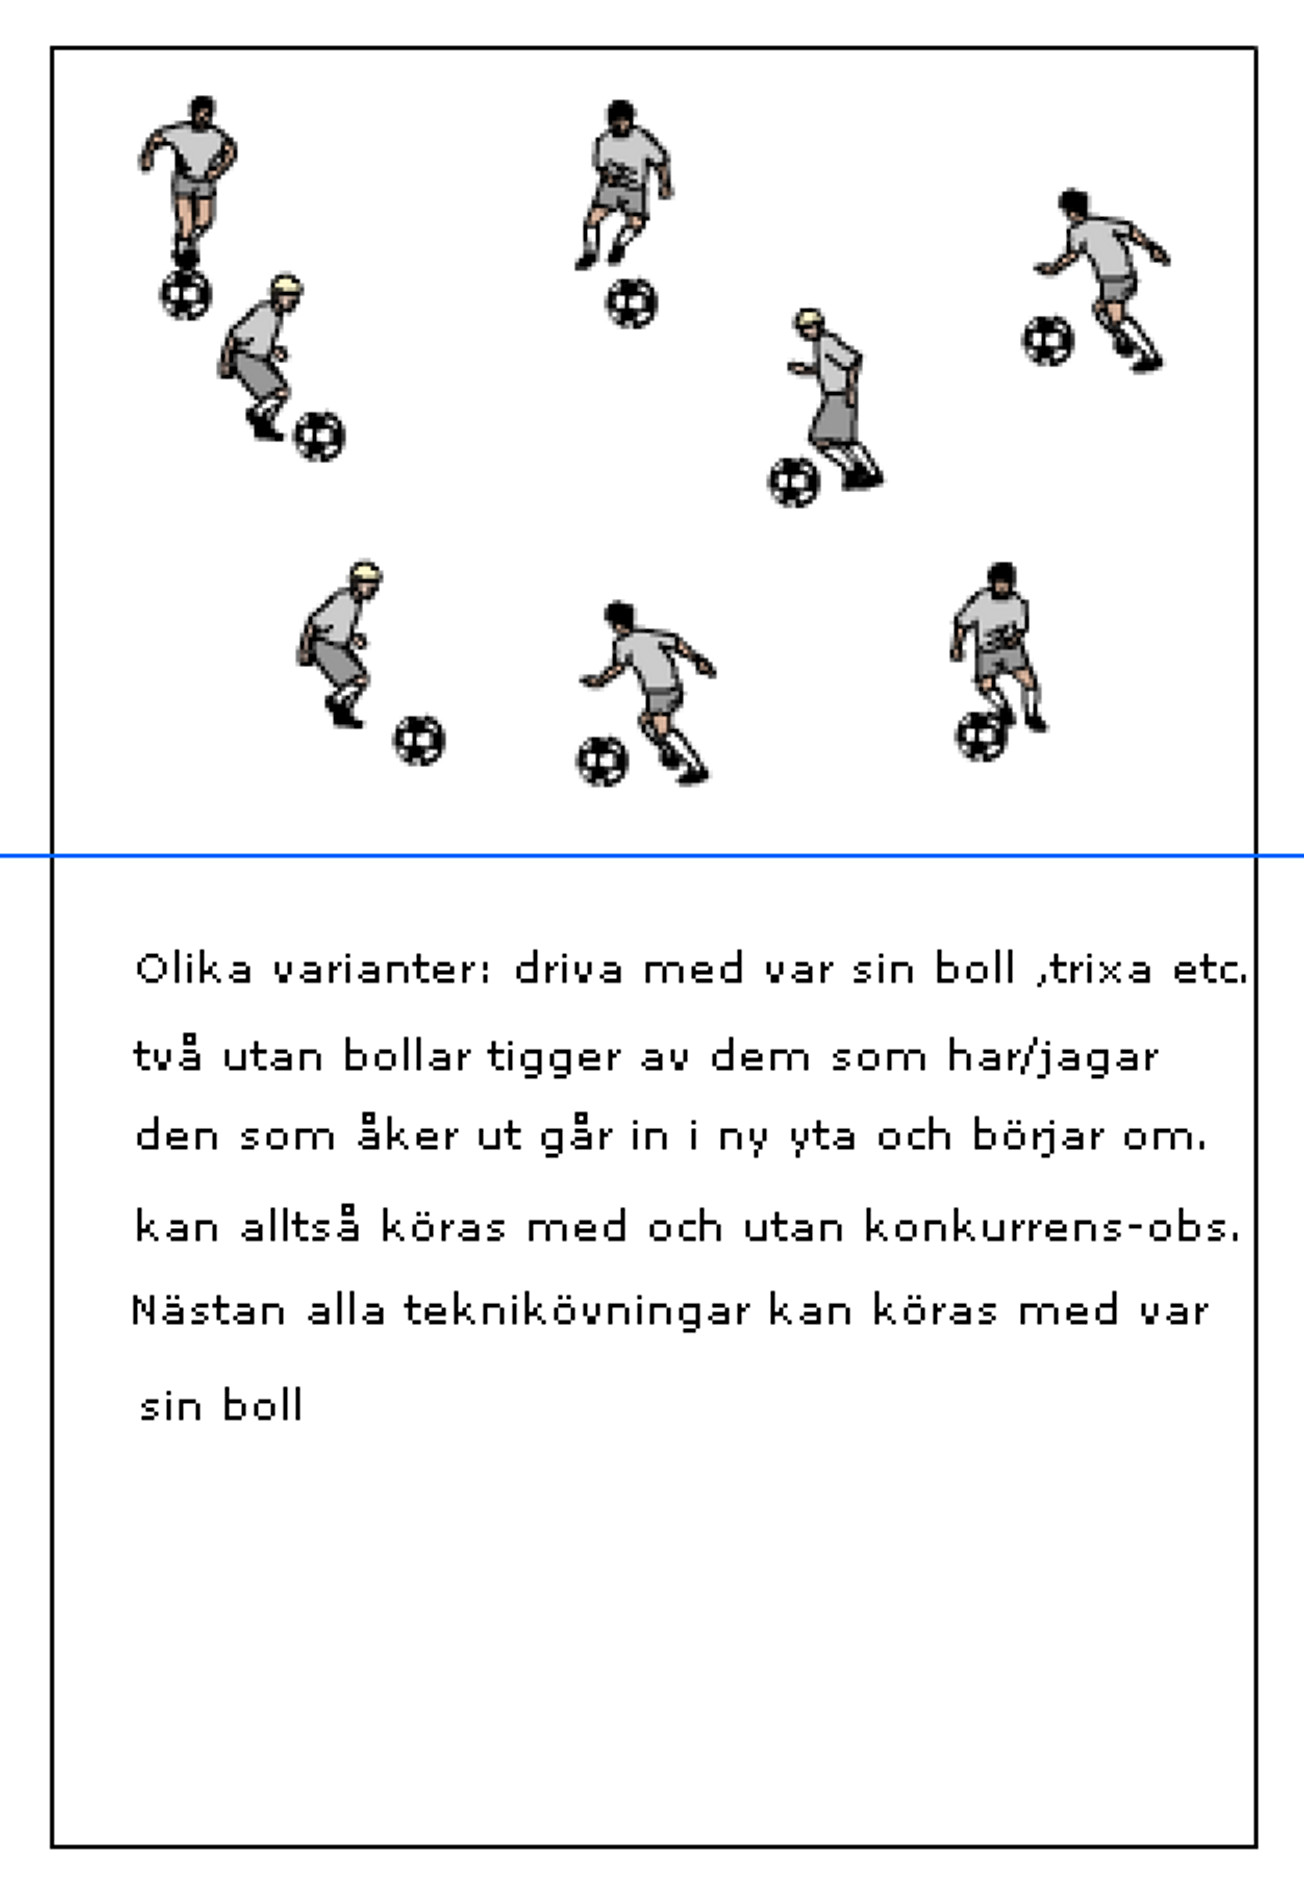 Olika varianter: driva med var sin boll ,trixa etc.
två utan bollar tigger av dem som har/jagar
den som åker ut går in i ny yta och börjar om.
kan alltså köras med och utan konkurrens-obs.
Nästan alla teknikövningar kan köras med var
sin boll